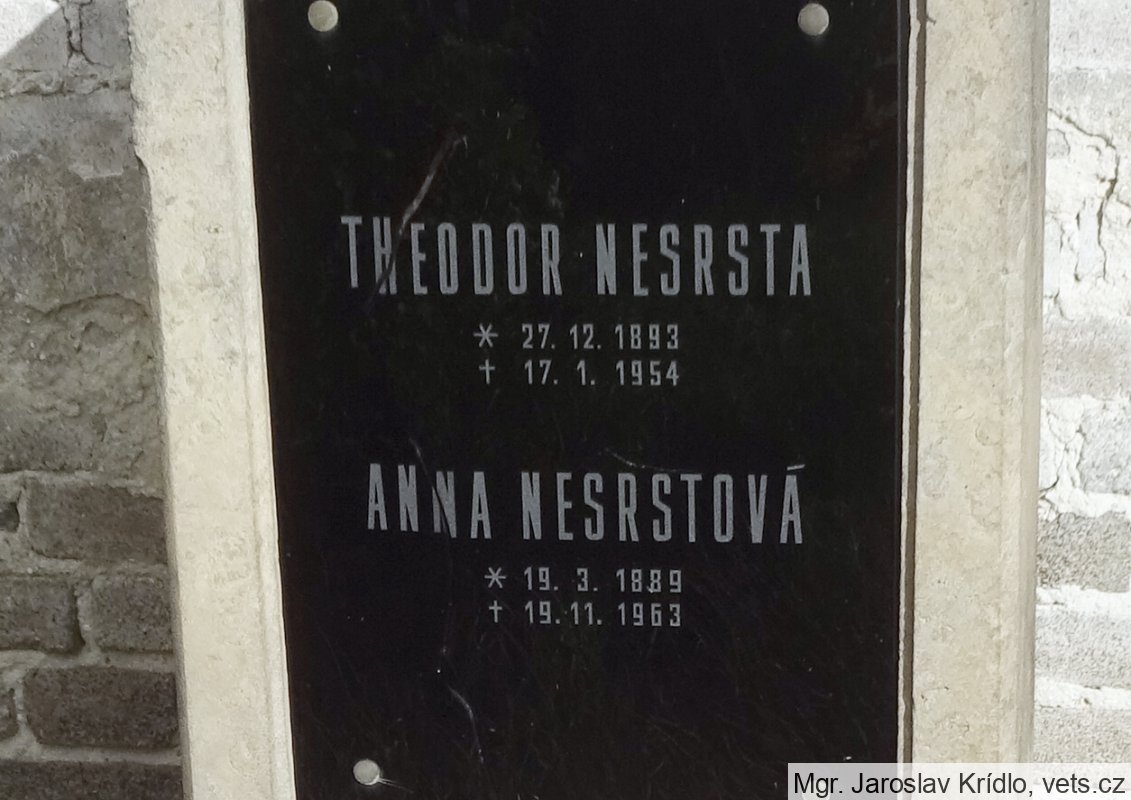 THEODOR NESRSTA
* 27. 12. 1893
† 17. 1. 1954
ANNA NESRSTOVÁ
* 19. 3. 1889
† 19. 11. 1963
Mgr. Jaroslav Krídlo, vets.cz